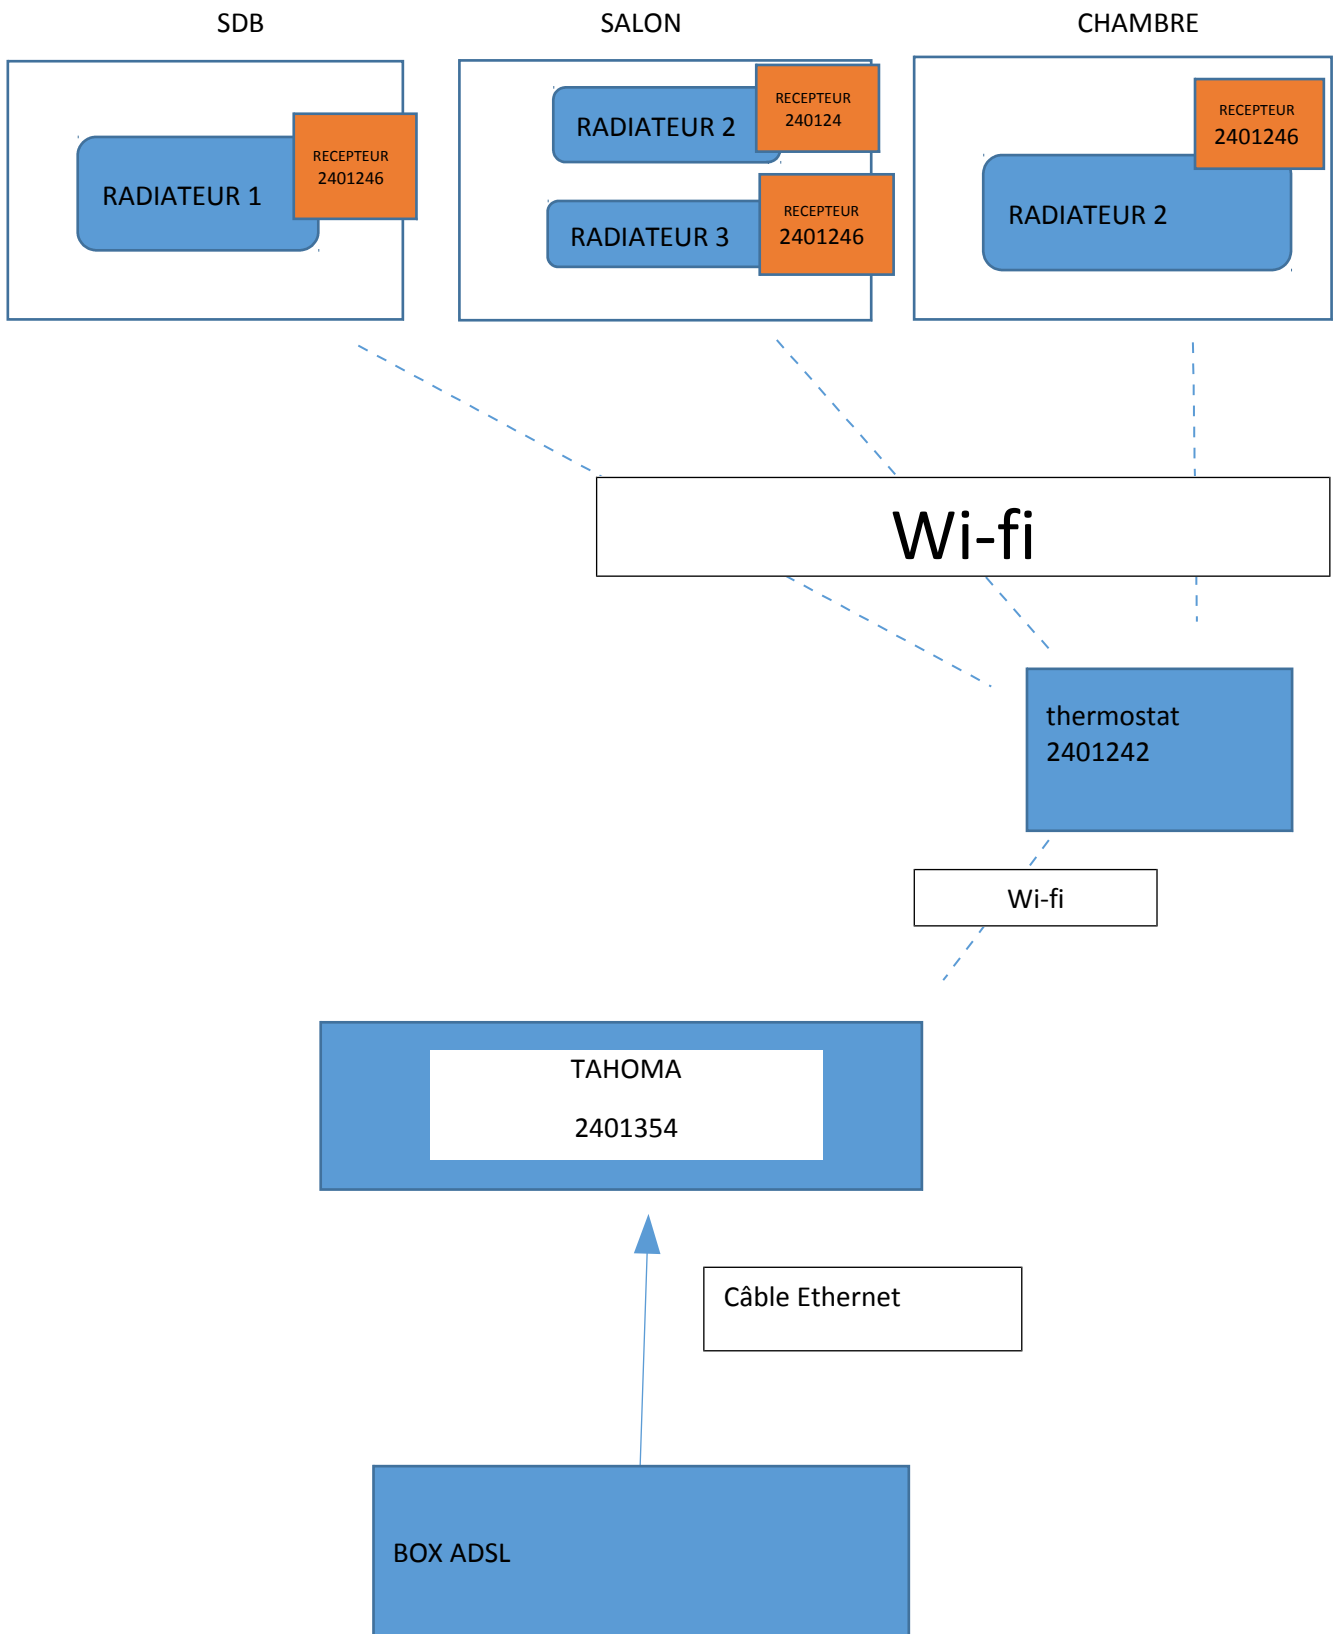 SDB
SALON
CHAMBRE
RADIATEUR 1
RECEPTEUR
2401246
RADIATEUR 2
RECEPTEUR
240124
RADIATEUR 3
RECEPTEUR
2401246
RECEPTEUR
2401246
RADIATEUR 2
Wi-fi
thermostat
2401242
Wi-fi
TAHOMA
2401354
Câble Ethernet
BOX ADSL